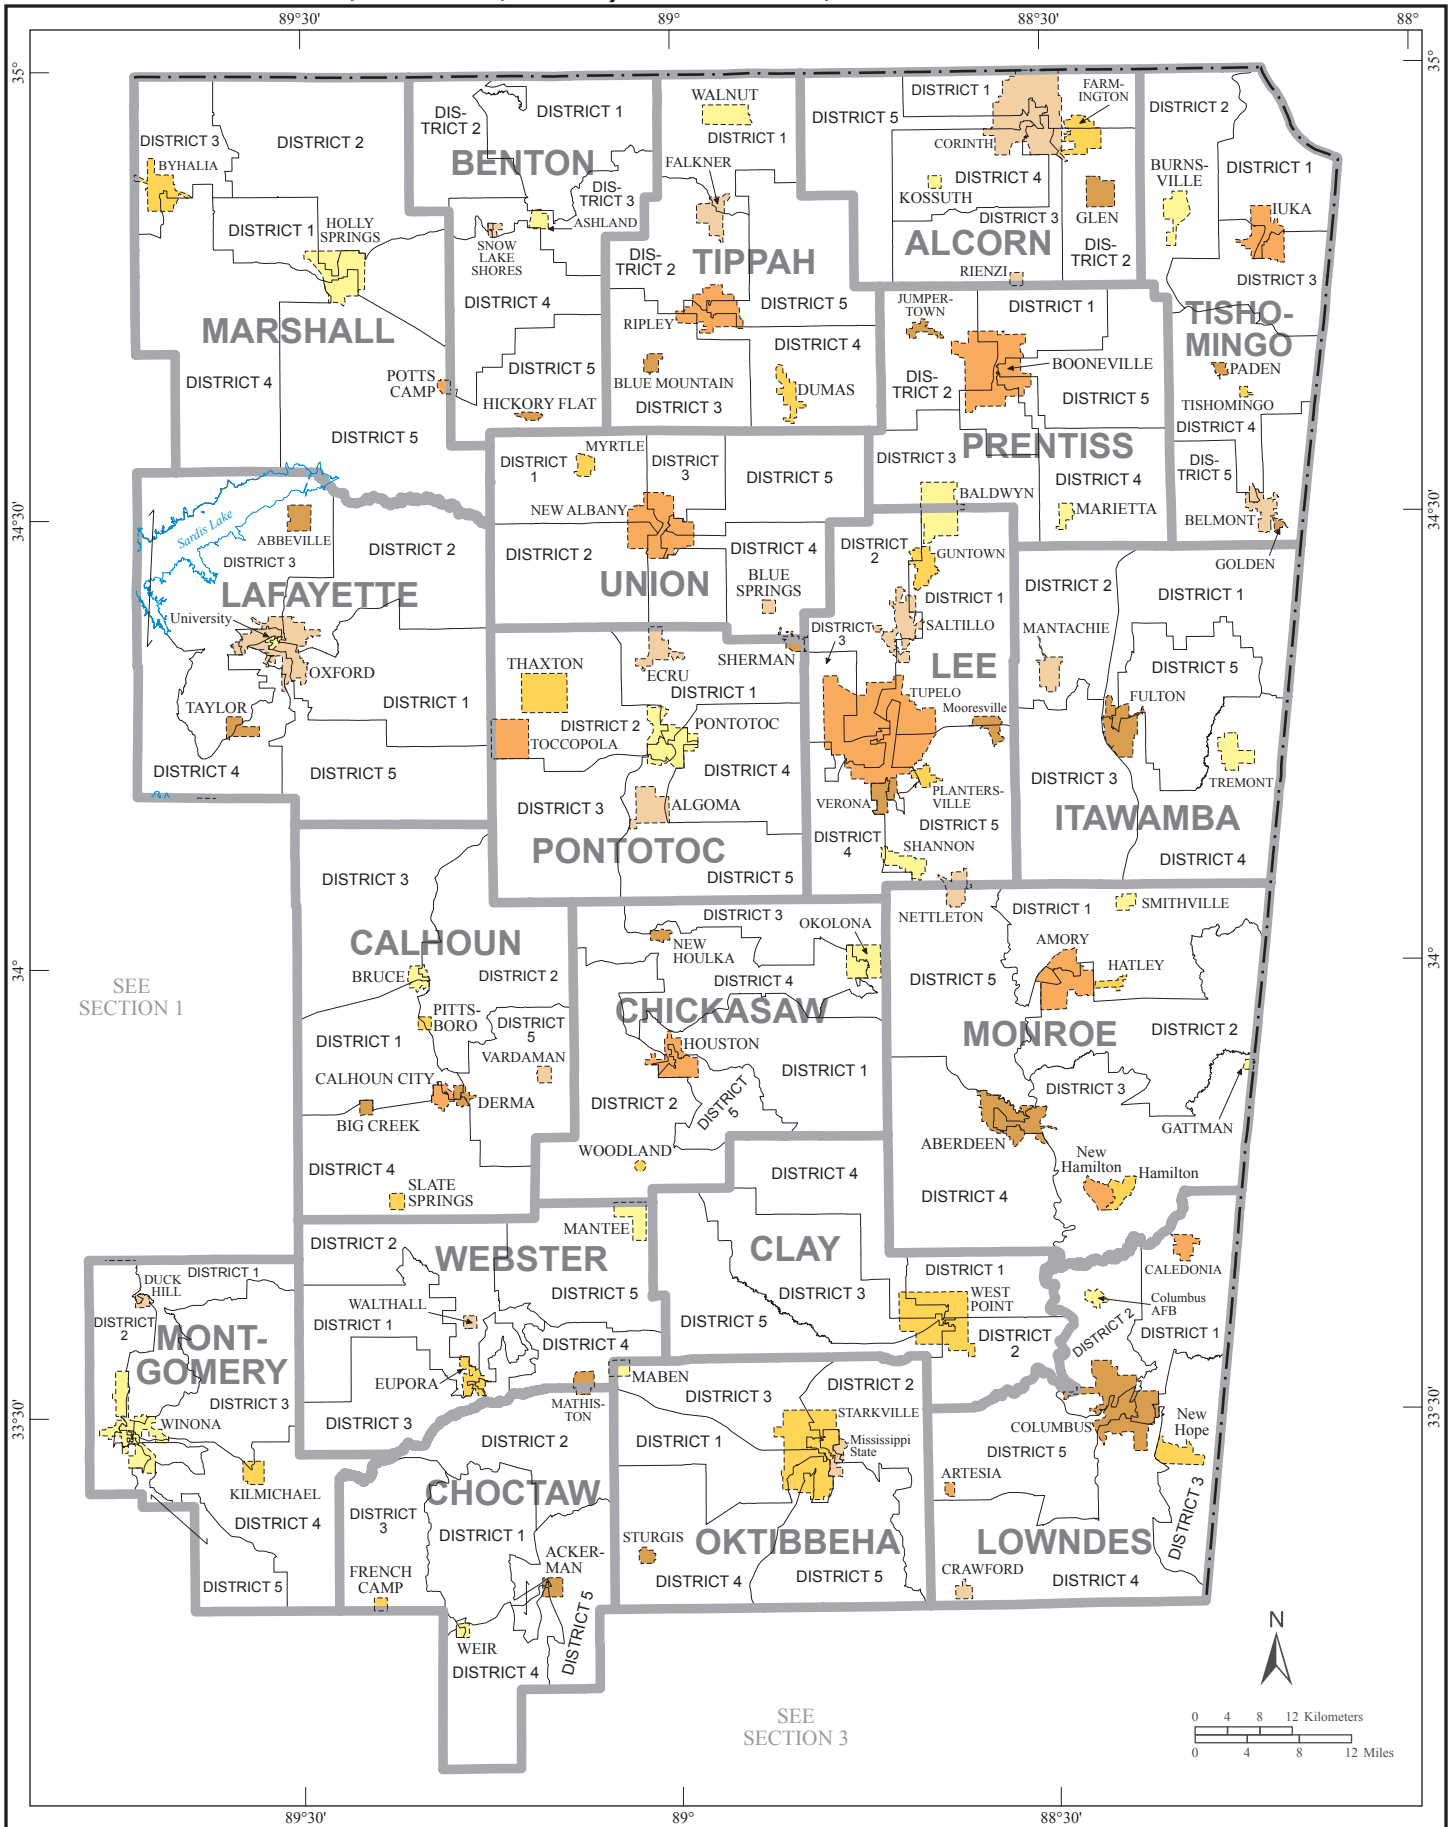 89°30'
89°
88°30'
88°
35°
35°
34°30'
34°30'
34°
34°
33°30'
33°30'
DISTRICT 3
BYHALIA
DISTRICT 2
DISTRICT 1
HOLLY
SPRINGS
MARSHALL
DISTRICT 4
POTTS
CAMP
DISTRICT 5
DIS-
TRICT 2
DISTRICT 1
BENTON
DIS-
TRICT 3
ASHLAND
SNOW
LAKE
SHORES
DISTRICT 4
DISTRICT 5
HICKORY FLAT
WALNUT
DISTRICT 1
FALKNER
DIS-
TRICT 2
TIPPAH
RIPLEY
DISTRICT 5
DISTRICT 4
BLUE MOUNTAIN
DUMAS
DISTRICT 3
DISTRICT 1
FARM-
INGTON
DISTRICT 5
CORINTH
DISTRICT 4
KOSSUTH
GLEN
DISTRICT 3
ALCORN
DIS-
TRICT 2
RIENZI
DISTRICT 2
BURNS-
VILLE
DISTRICT 1
IUKA
DISTRICT 3
TISHO-
MINGO
PADEN
TISHOMINGO
DISTRICT 4
DIS-
TRICT 5
BELMONT
GOLDEN
JUMPER-
TOWN
DISTRICT 1
BOONEVILLE
DIS-
TRICT 2
DISTRICT 5
PRENTISS
DISTRICT 3
DISTRICT 4
BALDWYN
MARIETTA
Sardis Lake
ABBEVILLE
DISTRICT 2
DISTRICT 3
LAFAYETTE
University
OXFORD
TAYLOR
DISTRICT 1
DISTRICT 4
DISTRICT 5
MYRTLE
DISTRICT
1
DISTRICT
3
DISTRICT 5
NEW ALBANY
DISTRICT 2
DISTRICT 4
UNION
BLUE
SPRINGS
SHERMAN
THAXTON
ECRU
DISTRICT 1
DISTRICT 2
PONTOTOC
TOCCOPOLA
DISTRICT 4
DISTRICT 3
ALGOMA
PONTOTOC
DISTRICT 5
DISTRICT
2
GUNTOWN
DISTRICT 1
DISTRICT
3
SALTILLO
LEE
TUPELO
Mooresville
PLANTERS-
VILLE
VERONA
DISTRICT
4
DISTRICT 5
SHANNON
NETTLETON
DISTRICT 2
DISTRICT 1
MANTACHIE
DISTRICT 5
FULTON
DISTRICT 3
TREMONT
ITAWAMBA
DISTRICT 4
DISTRICT 3
CALHOUN
BRUCE
DISTRICT 2
PITTS-
BORO
DISTRICT
5
DISTRICT 1
VARDAMAN
CALHOUN CITY
DERMA
BIG CREEK
DISTRICT 4
SLATE
SPRINGS
DISTRICT 3
OKOLONA
NEW
HOULKA
DISTRICT 4
CHICKASAW
HOUSTON
DISTRICT 1
DISTRICT 2
DISTRICT
5
WOODLAND
DISTRICT 1
SMITHVILLE
AMORY
DISTRICT 5
HATLEY
MONROE
DISTRICT 2
DISTRICT 3
ABERDEEN
GATTMAN
New
Hamilton
Hamilton
DISTRICT 4
SEE
SECTION 1
DISTRICT 2
MANTEE
WEBSTER
DISTRICT 5
WALTHALL
DISTRICT 1
DISTRICT 4
EUPORA
MATHIS-
TON
DISTRICT 3
DISTRICT 4
CLAY
DISTRICT 1
DISTRICT 3
WEST
POINT
DISTRICT 5
DISTRICT
2
DUCK
HILL
DISTRICT 1
DISTRICT
2
MONT-
GOMERY
DISTRICT 3
WINONA
KILMICHAEL
DISTRICT 4
DISTRICT 5
DISTRICT 2
CHOCTAW
DISTRICT
3
DISTRICT 1
FRENCH
CAMP
ACKER-
MAN
WEIR
DISTRICT 4
DISTRICT 5
MABEN
DISTRICT 3
DISTRICT 2
STARKVILLE
DISTRICT 1
Mississippi
State
STURGIS
OKTIBBEHA
DISTRICT 4
DISTRICT 5
CALEDONIA
Columbus
AFB
DISTRICT 2
DISTRICT 1
COLUMBUS
New
Hope
DISTRICT 5
ARTESIA
DISTRICT 3
LOWNDES
CRAWFORD
DISTRICT 4
SEE
SECTION 3
N
0 4 8 12 Kilometers
0 4 8 12 Miles
89°30'
89°
88°30'